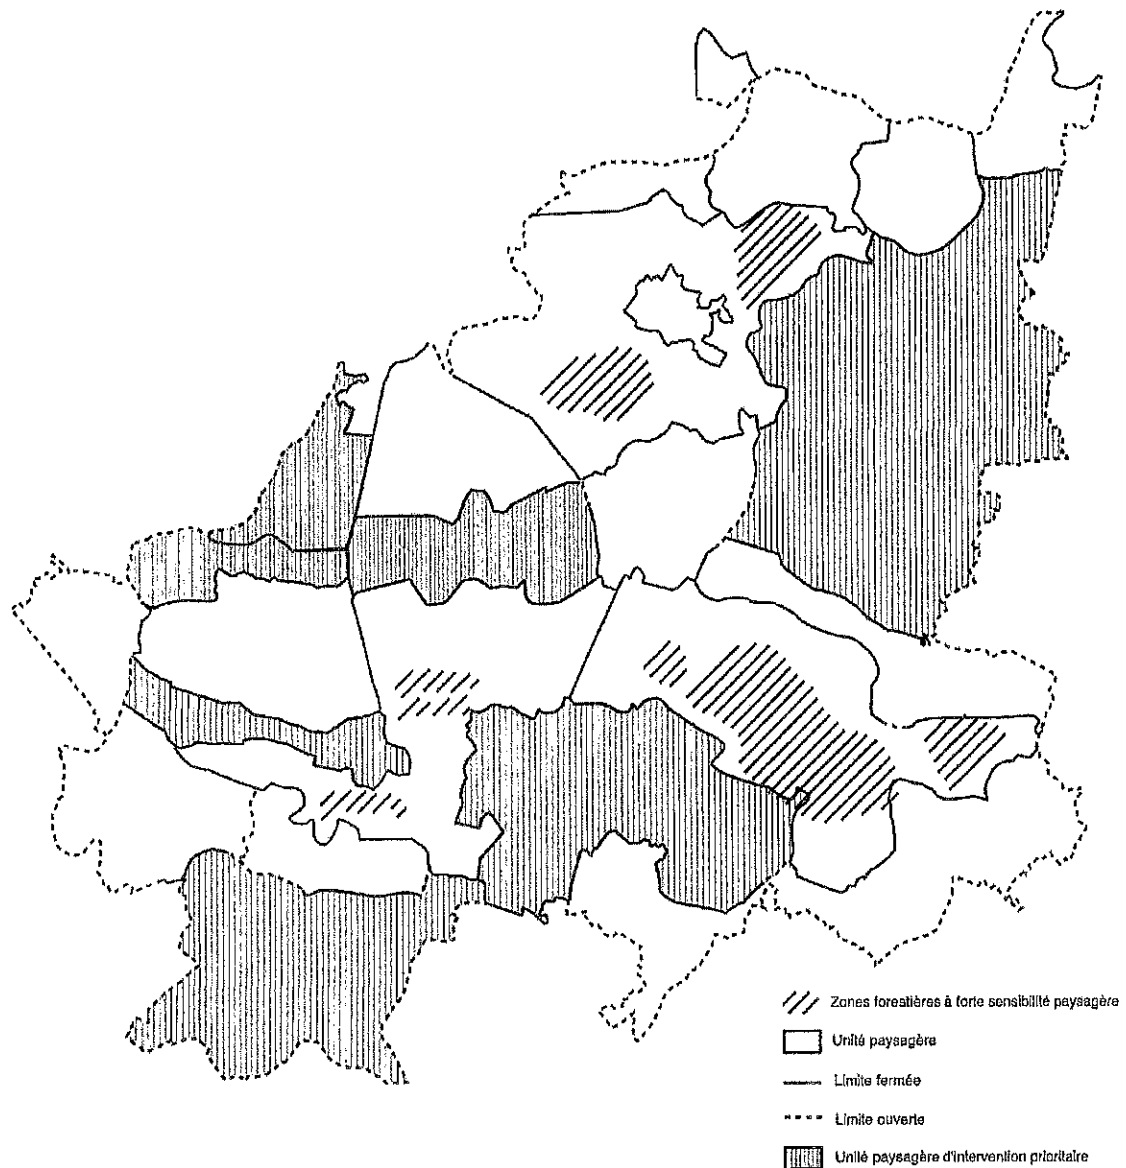 Zones forestières à forte sensibilité paysagère
Unité paysagère
Limite fermée
Limite ouverte
Unité paysagère d'intervention prioritaire